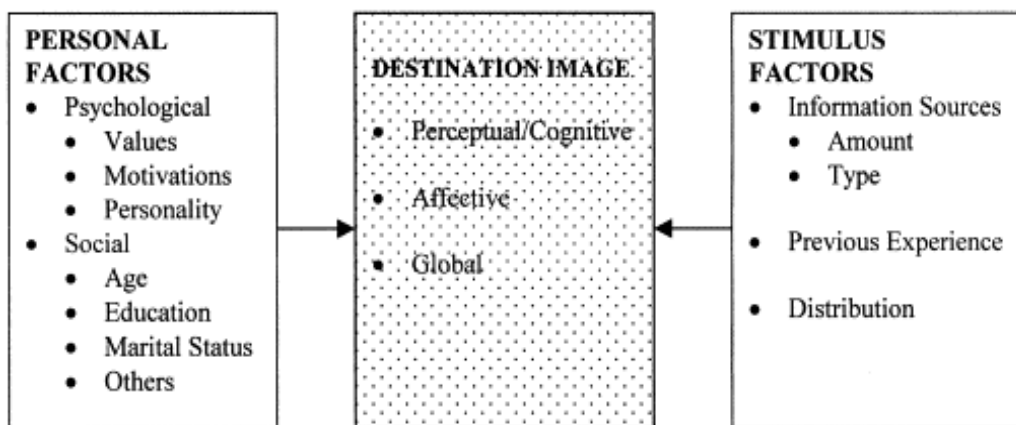 PERSONAL
FACTORS
• Psychological
• Values
• Motivations
• Personality
• Social
• Age
• Education
• Marital Status
• Others
DESTINATION IMAGE
• Perceptual/Cognitive
• Affective
• Global
STIMULUS
FACTORS
• Information Sources
• Amount
• Type
• Previous Experience
• Distribution